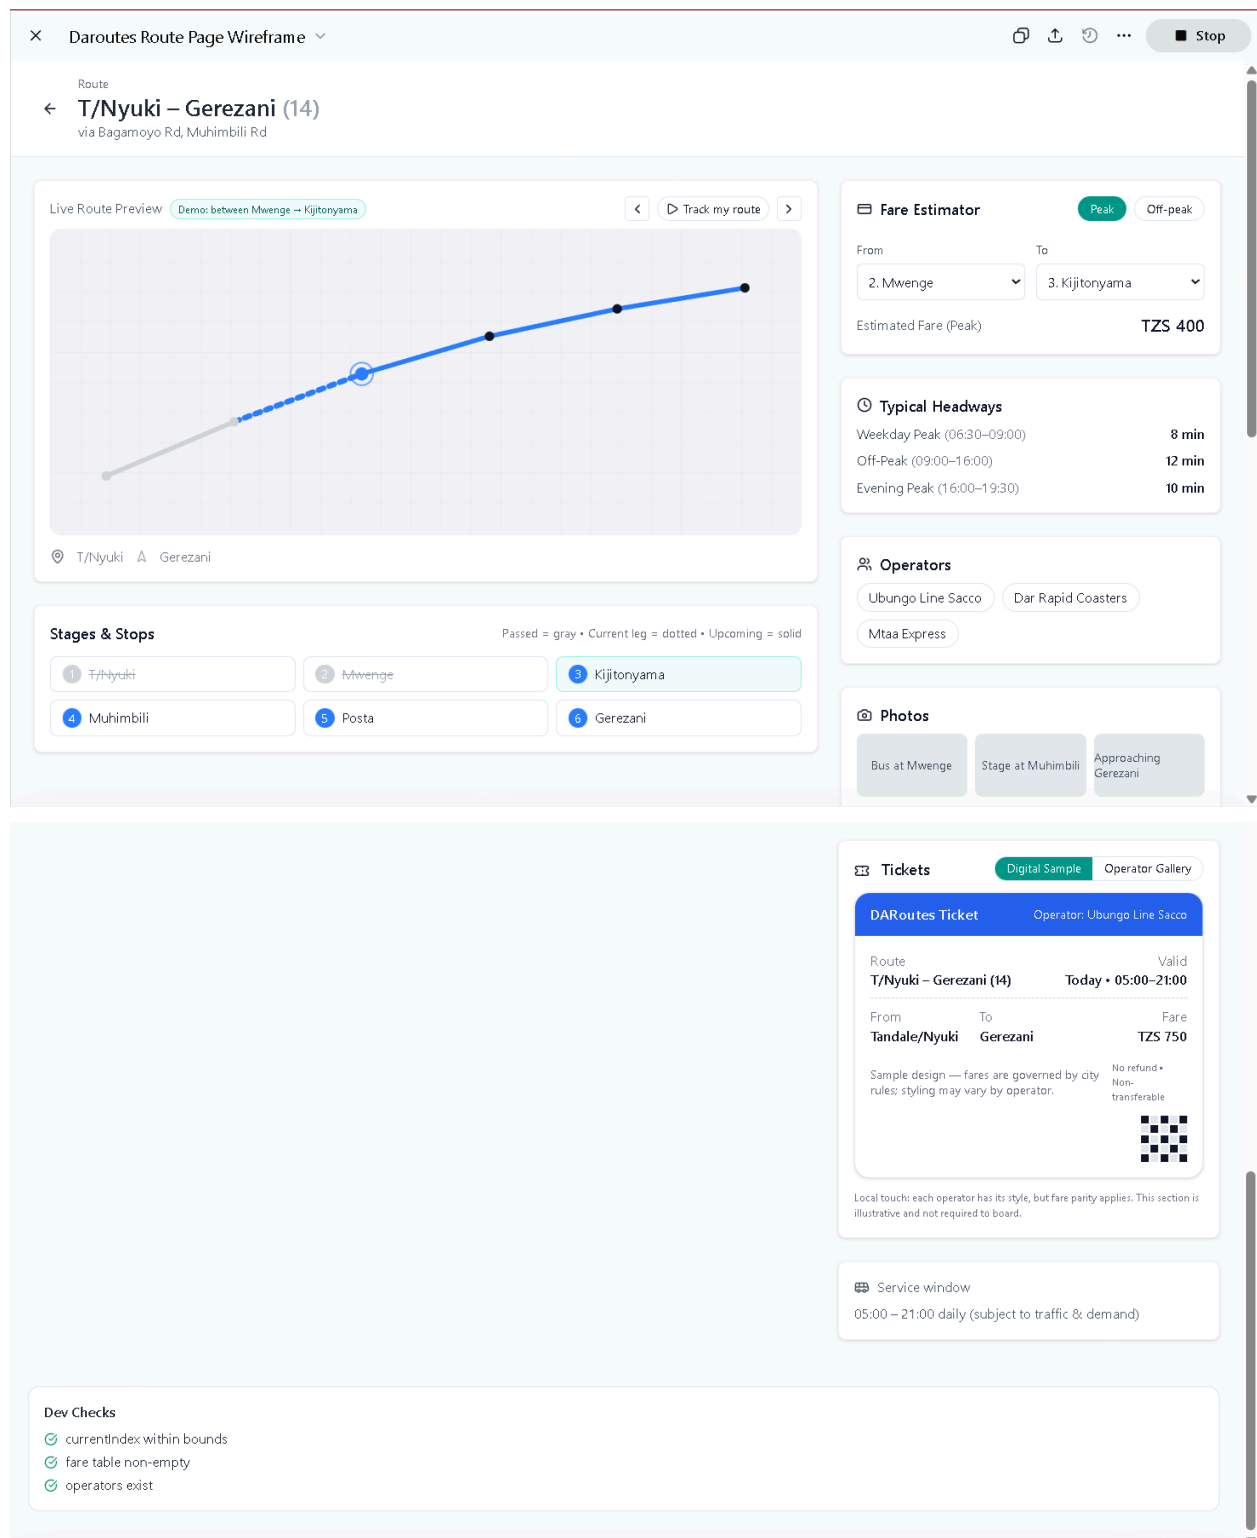 Daroutes Route Page Wireframe
Stop
Route
T/Nyuki – Gerezani (14)
via Bagamoyo Rd, Muhimbili Rd
Live Route Preview
Demo: between Mwenge → Kijitonyama
Track my route
T/Nyuki
Gerezani
Stages & Stops
Passed = gray • Current leg = dotted • Upcoming = solid
1 T/Nyuki
2 Mwenge
3 Kijitonyama
4 Muhimbili
5 Posta
6 Gerezani
Fare Estimator
Peak
Off-peak
From
To
2. Mwenge
3. Kijitonyama
Estimated Fare (Peak)
TZS 400
Typical Headways
Weekday Peak (06:30–09:00)
8 min
Off-Peak (09:00–16:00)
12 min
Evening Peak (16:00–19:30)
10 min
Operators
Ubungo Line Sacco
Dar Rapid Coasters
Mtaa Express
Photos
Bus at Mwenge
Stage at Muhimbili
Approaching
Gerezani
Tickets
Digital Sample
Operator Gallery
DARoutes Ticket
Operator: Ubungo Line Sacco
Route
Valid
T/Nyuki – Gerezani (14)
Today • 05:00–21:00
From
To
Fare
Tandale/Nyuki
Gerezani
TZS 750
Sample design — fares are governed by city
rules; styling may vary by operator.
No refund •
Non-
transferable
Local touch: each operator has its style, but fare parity applies. This section is
illustrative and not required to board.
Service window
05:00 – 21:00 daily (subject to traffic & demand)
Dev Checks
currentIndex within bounds
fare table non-empty
operators exist